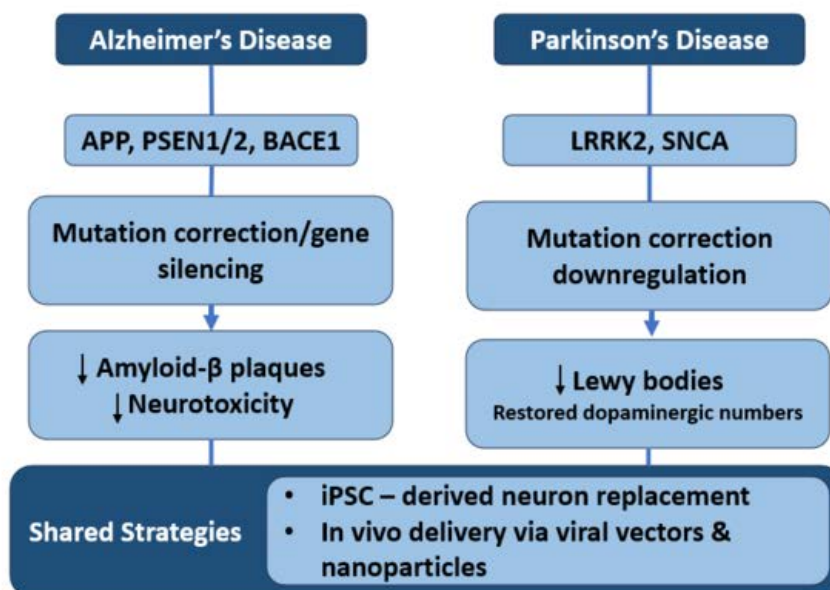 Alzheimer’s Disease
APP, PSEN1/2, BACE1
Mutation correction/gene
silencing
↓ Amyloid-β plaques
↓ Neurotoxicity
Parkinson’s Disease
LRRK2, SNCA
Mutation correction
downregulation
↓ Lewy bodies
Restored dopaminergic numbers
Shared Strategies
• iPSC – derived neuron replacement
• In vivo delivery via viral vectors &
nanoparticles